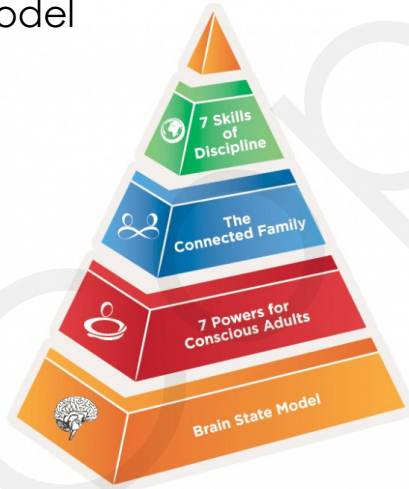 odel
7 Skills
of
Discipline
The
Connected Family
7 Powers for
Conscious Adults
Brain State Model